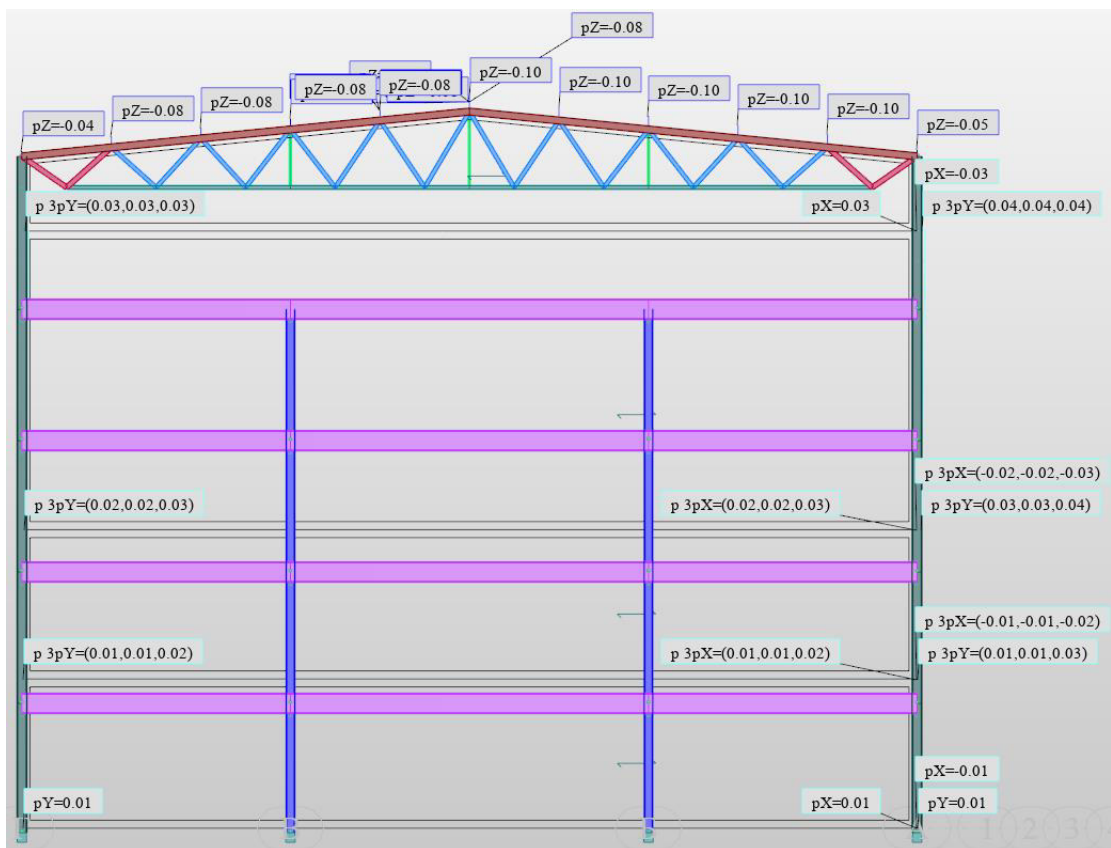 pZ=-0.08
pZ=-0.08
pZ=-0.10
pZ=-0.08
pZ=-0.10
pZ=-0.08
pZ=-0.10
pZ=-0.08
pZ=-0.10
pZ=-0.04
pZ=-0.10
pZ=-0.05
pX=-0.03
p 3pY=(0.03,0.03,0.03)
pX=0.03
p 3pY=(0.04,0.04,0.04)
p 3pX=(-0.02,-0.02,-0.03)
p 3pY=(0.02,0.02,0.03)
p 3pX=(0.02,0.02,0.03)
p 3pY=(0.03,0.03,0.04)
p 3pX=(-0.01,-0.01,-0.02)
p 3pY=(0.01,0.01,0.02)
p 3pX=(0.01,0.01,0.02)
p 3pY=(0.01,0.01,0.03)
pX=-0.01
pY=0.01
pX=0.01
pY=0.01
1 2 3